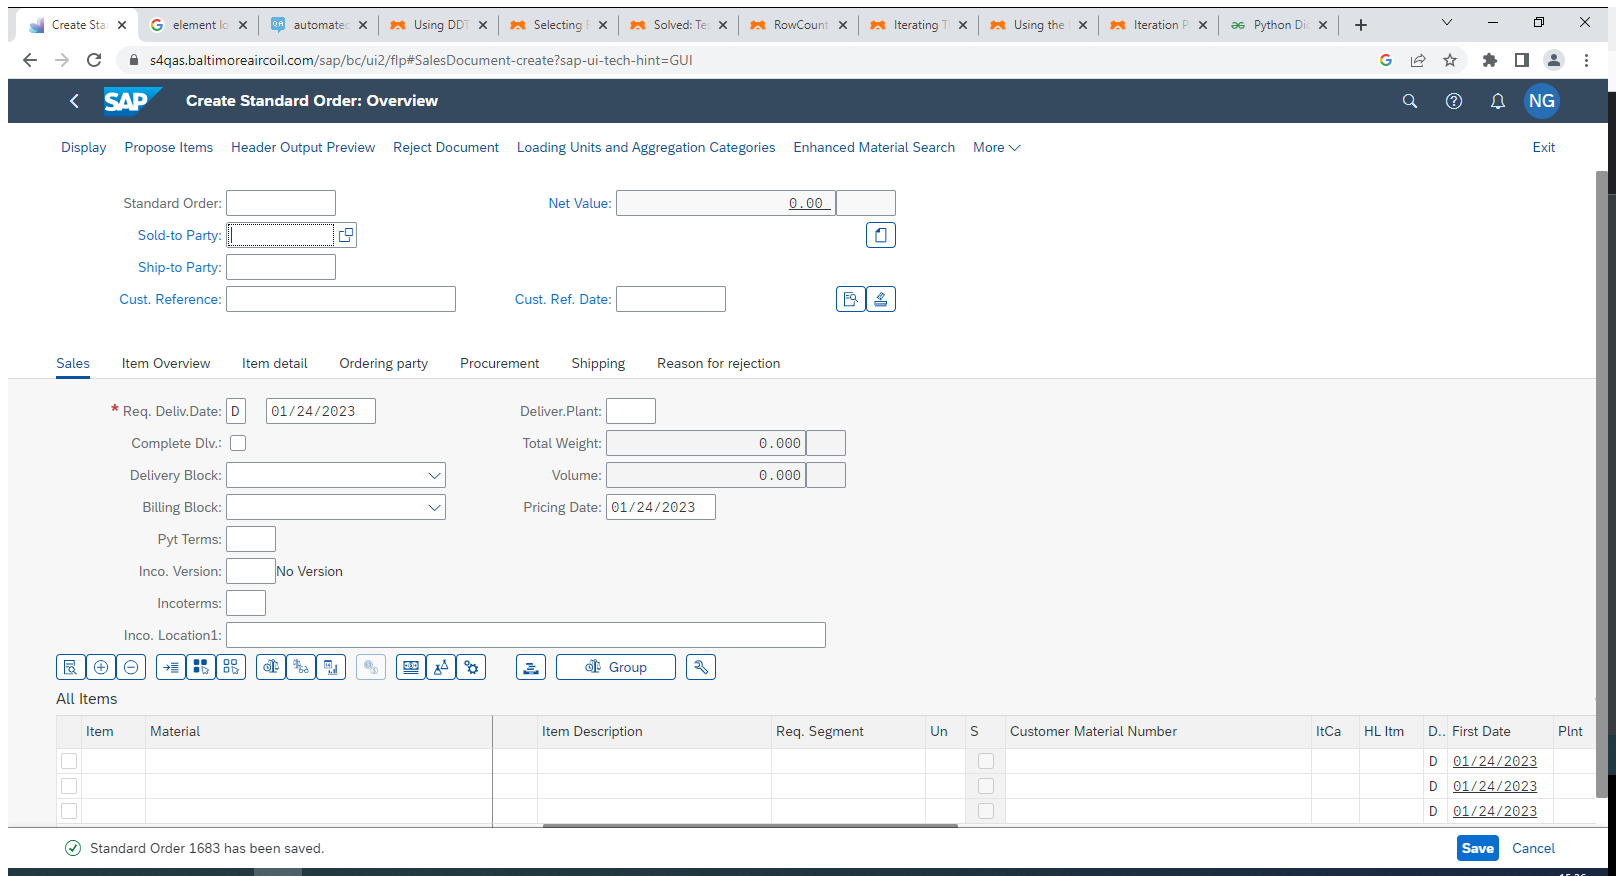 Create Sta
element lo
automatec
Using DDT
Selecting
Solved: Te
RowCount
Iterating T
Using the
Iteration P
Python Dic
s4qas.baltimoreaircoil.com/sap/bc/ui2/flp#SalesDocument-create?sap-ui-tech-hint=GUI
SAP Create Standard Order: Overview NG
Display Propose Items Header Output Preview Reject Document Loading Units and Aggregation Categories Enhanced Material Search More Exit
Standard Order: Net Value: 0.00
Sold-to Party:
Ship-to Party:
Cust. Reference: Cust. Ref. Date:
Sales Item Overview Item detail Ordering party Procurement Shipping Reason for rejection
* Req. Deliv.Date: D 01/24/2023 Deliver.Plant:
Complete Dlv.: Total Weight: 0.000
Delivery Block: Volume: 0.000
Billing Block: Pricing Date: 01/24/2023
Pyt Terms:
Inco. Version: No Version
Incoterms:
Inco. Location1:
Group
All Items
Item Material Item Description Req. Segment Un S Customer Material Number ItCa HL Itm D.. First Date Plnt
D 01/24/2023
D 01/24/2023
D 01/24/2023
Standard Order 1683 has been saved. Save Cancel